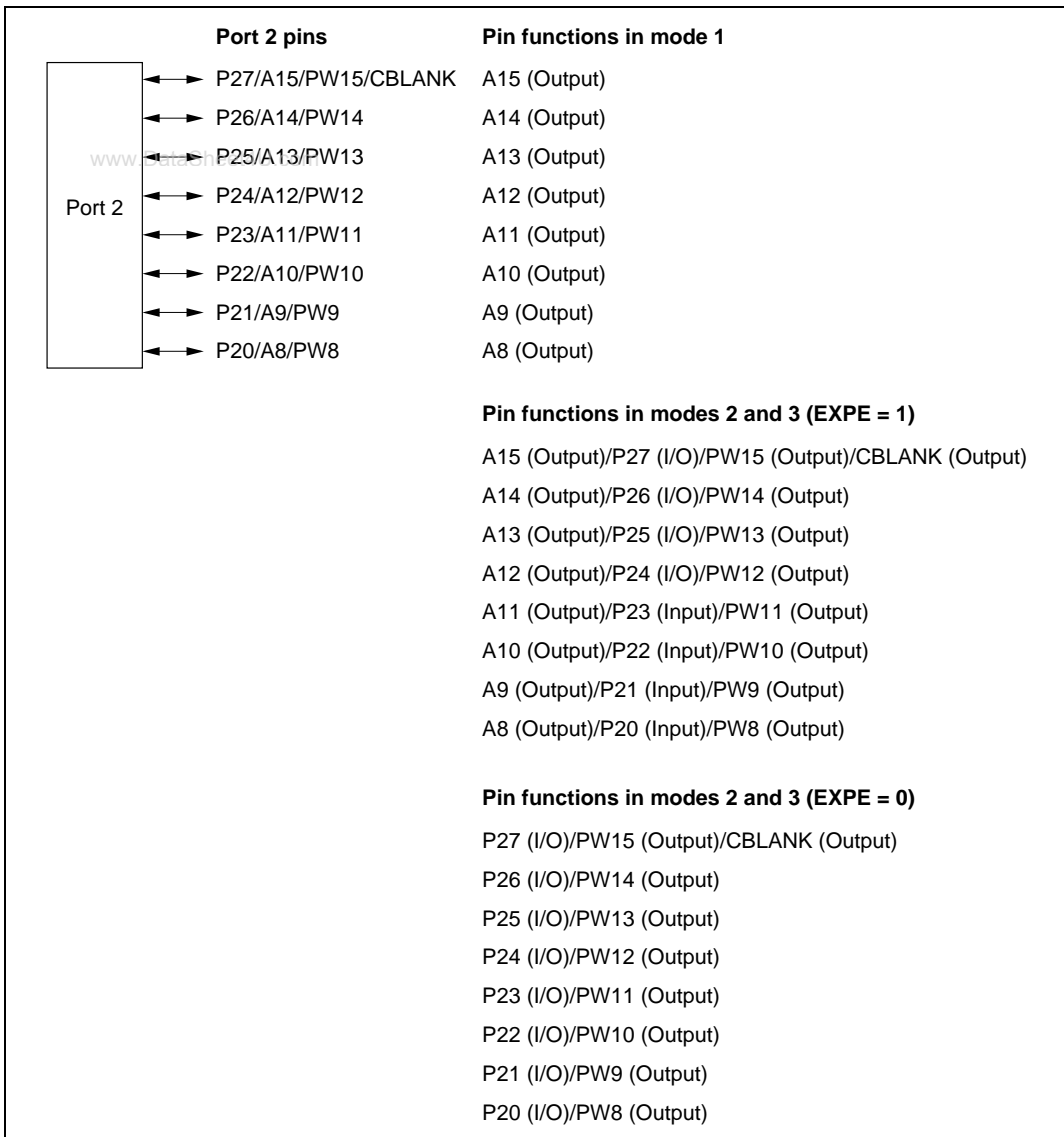 Port 2 pins Pin functions in mode 1
P27/A15/PW15/CBLANK A15 (Output)
P26/A14/PW14 A14 (Output)
www.DataSheet4U.com
P25/A13/PW13 A13 (Output)
P24/A12/PW12 A12 (Output)
Port 2
P23/A11/PW11 A11 (Output)
P22/A10/PW10 A10 (Output)
P21/A9/PW9 A9 (Output)
P20/A8/PW8 A8 (Output)
Pin functions in modes 2 and 3 (EXPE = 1)
A15 (Output)/P27 (I/O)/PW15 (Output)/CBLANK (Output)
A14 (Output)/P26 (I/O)/PW14 (Output)
A13 (Output)/P25 (I/O)/PW13 (Output)
A12 (Output)/P24 (I/O)/PW12 (Output)
A11 (Output)/P23 (Input)/PW11 (Output)
A10 (Output)/P22 (Input)/PW10 (Output)
A9 (Output)/P21 (Input)/PW9 (Output)
A8 (Output)/P20 (Input)/PW8 (Output)
Pin functions in modes 2 and 3 (EXPE = 0)
P27 (I/O)/PW15 (Output)/CBLANK (Output)
P26 (I/O)/PW14 (Output)
P25 (I/O)/PW13 (Output)
P24 (I/O)/PW12 (Output)
P23 (I/O)/PW11 (Output)
P22 (I/O)/PW10 (Output)
P21 (I/O)/PW9 (Output)
P20 (I/O)/PW8 (Output)